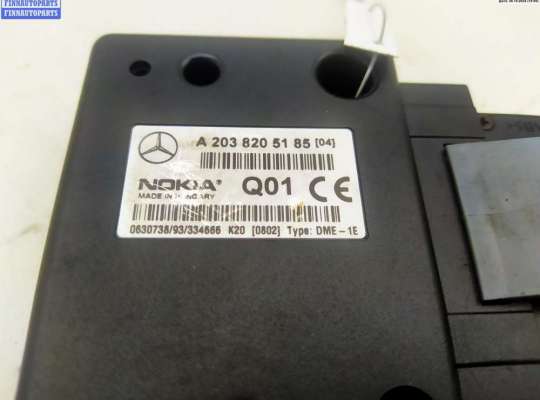 FINNAUTOPARTS
FINNAUTOPARTS
A 203 820 51 85 [04]
NOKIA Q01 CE
MADE IN HUNGARY
0630738/93/334666 K20 [0802] Type: DME-1E